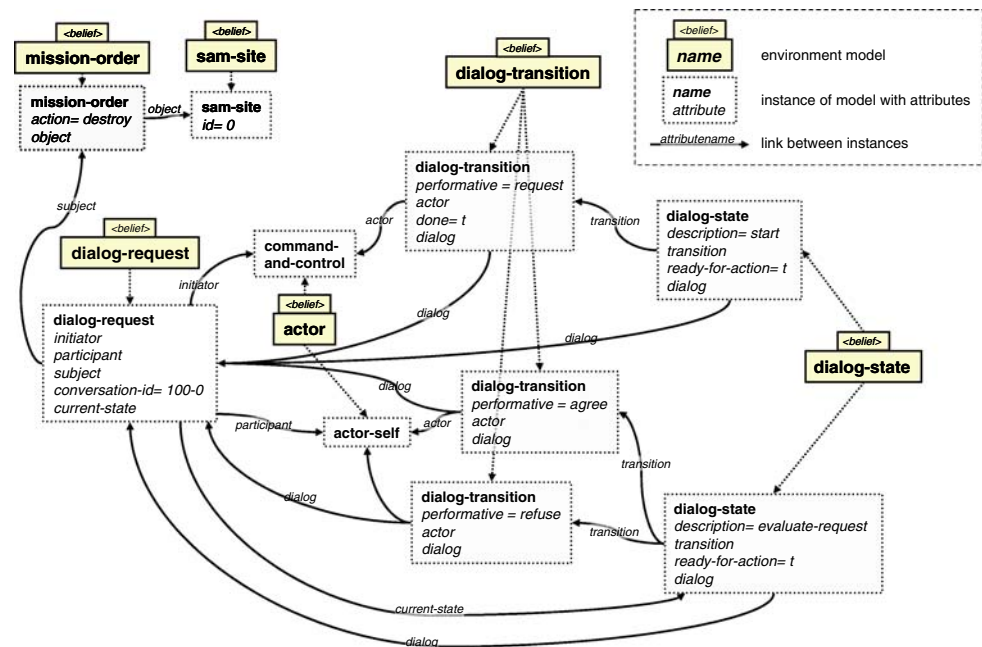 <belief>
mission-order
<belief>
sam-site
<belief>
dialog-transition
<belief>
name
environment model
name
attribute
instance of model with attributes
attributename
link between instances
mission-order
action= destroy
object
object
sam-site
id= 0
subject
<belief>
dialog-request
initiator
command-
and-control
actor
dialog-transition
performative = request
actor
done= t
dialog
transition
dialog-state
description= start
transition
ready-for-action= t
dialog
<belief>
actor
dialog
dialog
<belief>
dialog-state
dialog-request
initiator
participant
subject
conversation-id= 100-0
current-state
participant
actor-self
dialog
actor
dialog-transition
performative = agree
actor
dialog
transition
dialog
dialog-transition
performative = refuse
actor
dialog
transition
dialog-state
description= evaluate-request
transition
ready-for-action= t
dialog
current-state
dialog